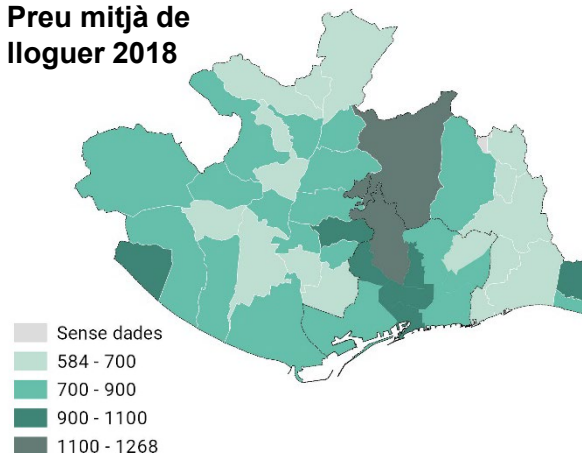 Preu mitjà de
lloguer 2018
Sense dades
584 - 700
700 - 900
900 - 1100
1100 - 1268